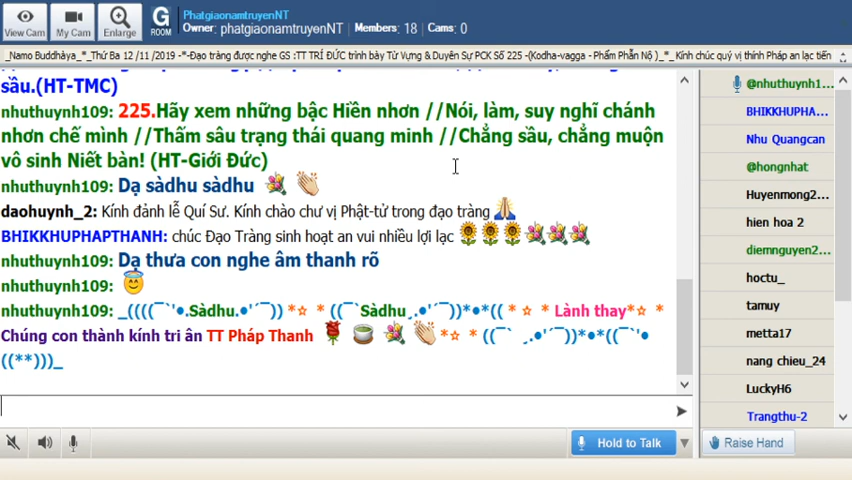 View Cam
My Cam
Enlarge
G
ROOM
PhatgiaonamtruyenNT
Owner: phatgiaonamtruyenNT Members: 18 Cams: 0
_Namo Buddhàya_*_Thứ Ba 12 /11 /2019 -*-Đạo tràng được nghe GS :TT TRÍ ĐỨC trình bày Từ Vựng & Duyên Sự PCK Số 225 -(Kodha-vagga - Phẩm Phẫn Nộ )_*_Kính chúc quý vị thính Pháp an lạc tiến
sầu.(HT-TMC)
nhuthuynh109: 225.Hãy xem những bậc Hiền nhơn //Nói, làm, suy nghĩ chánh
nhơn chế mình //Thấm sâu trạng thái quang minh //Chẳng sầu, chẳng muộn
vô sinh Niết bàn! (HT-Giới Đức)
nhuthuynh109: Dạ sàdhu sàdhu
daohuynh_2: Kính đảnh lễ Quí Sư. Kính chào chư vị Phật-tử trong đạo tràng
BHIKKHUPHAPTHANH: chúc Đạo Tràng sinh hoạt an vui nhiều lợi lạc
nhuthuynh109: Dạ thưa con nghe âm thanh rõ
nhuthuynh109:
nhuthuynh109: _((((¯`'•.Sàdhu.•'´¯)) *☆ * ((¯`Sàdhu¸.•'´¯))*•*(( *☆ * Lành thay*☆ *
Chúng con thành kính tri ân TT Pháp Thanh *☆ * ((¯` ¸.•'´¯))*•*((¯`'•
((**)))_
Hold to Talk
@nhuthuynh1...
BHIKKHUPHA...
Nhu Quangcan
@hongnhat
Huyenmong2...
hien hoa 2
diemnguyen2...
hoctu_
tamuy
metta17
nang chieu_24
LuckyH6
Trangthu-2
Raise Hand